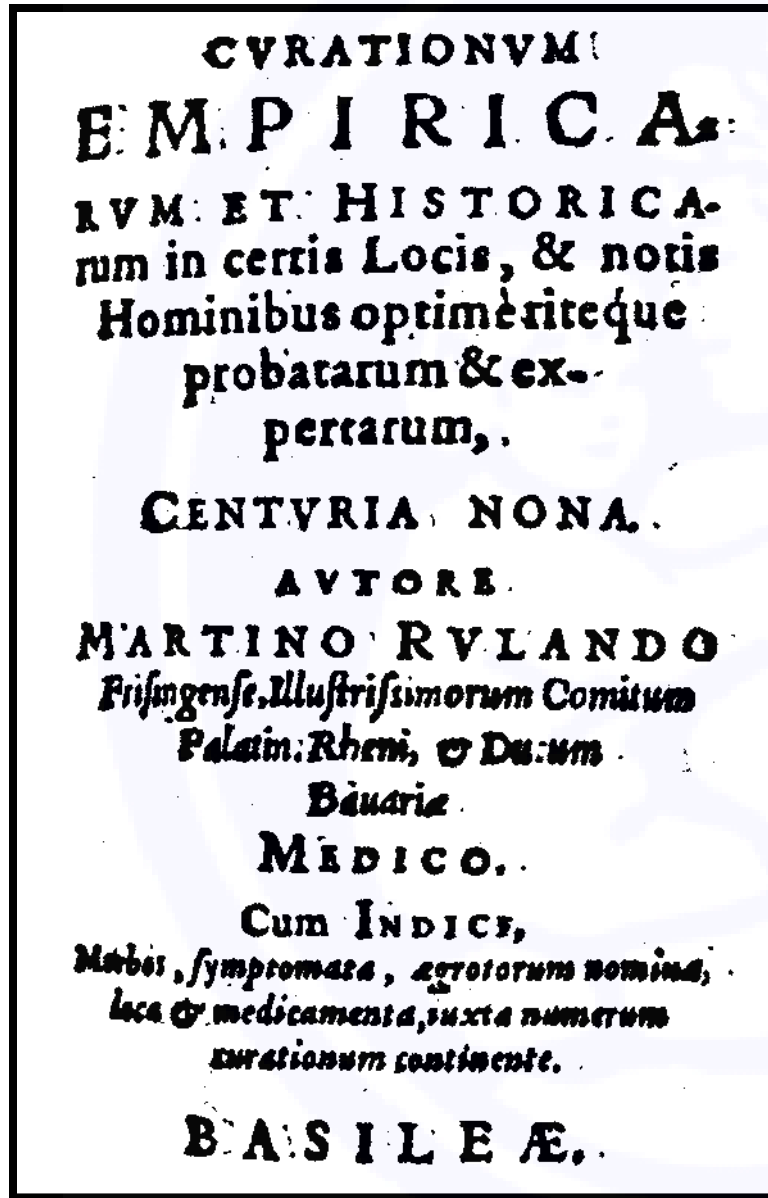 CVRATIONVM
EMPIRICA-
RVM ET HISTORICA-
rum in certis Locis, & notis
Hominibus optimè riteq́ue
probatarum & ex-
pertarum,
CENTVRIA NONA.
AVTORE
MARTINO RVLANDO
Friſingenſe, Illuſtriſſimorum Comitum
Palatin: Rheni, & Ducum
Bauariæ
MEDICO.
Cum INDICE,
Morbos, ſymptomata, ægrotorum nomina,
loca & medicamenta, iuxta numerum
curationum continente.
BASILEÆ.